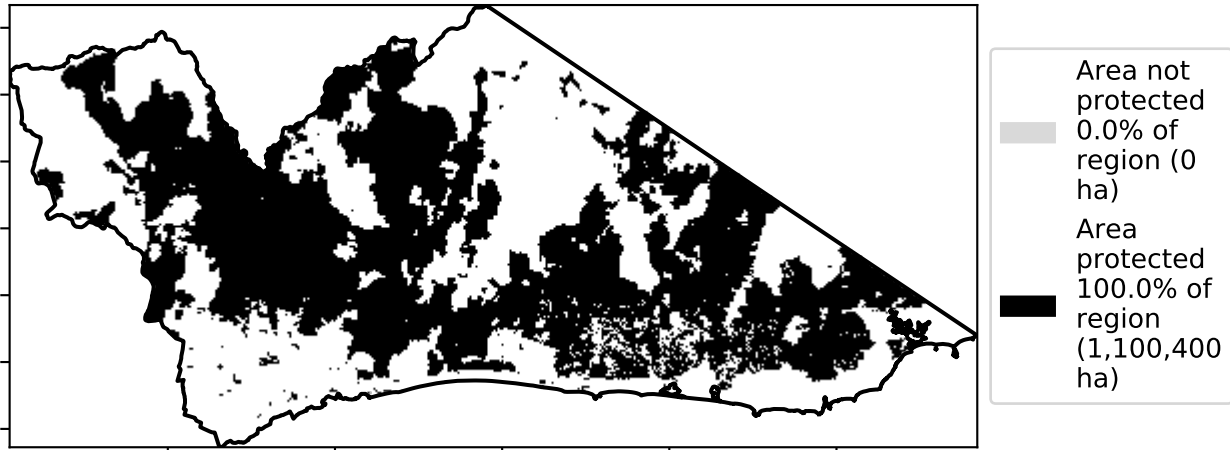 Area not
protected
0.0% of
region (0
ha)
Area
protected
100.0% of
region
(1,100,400
ha)